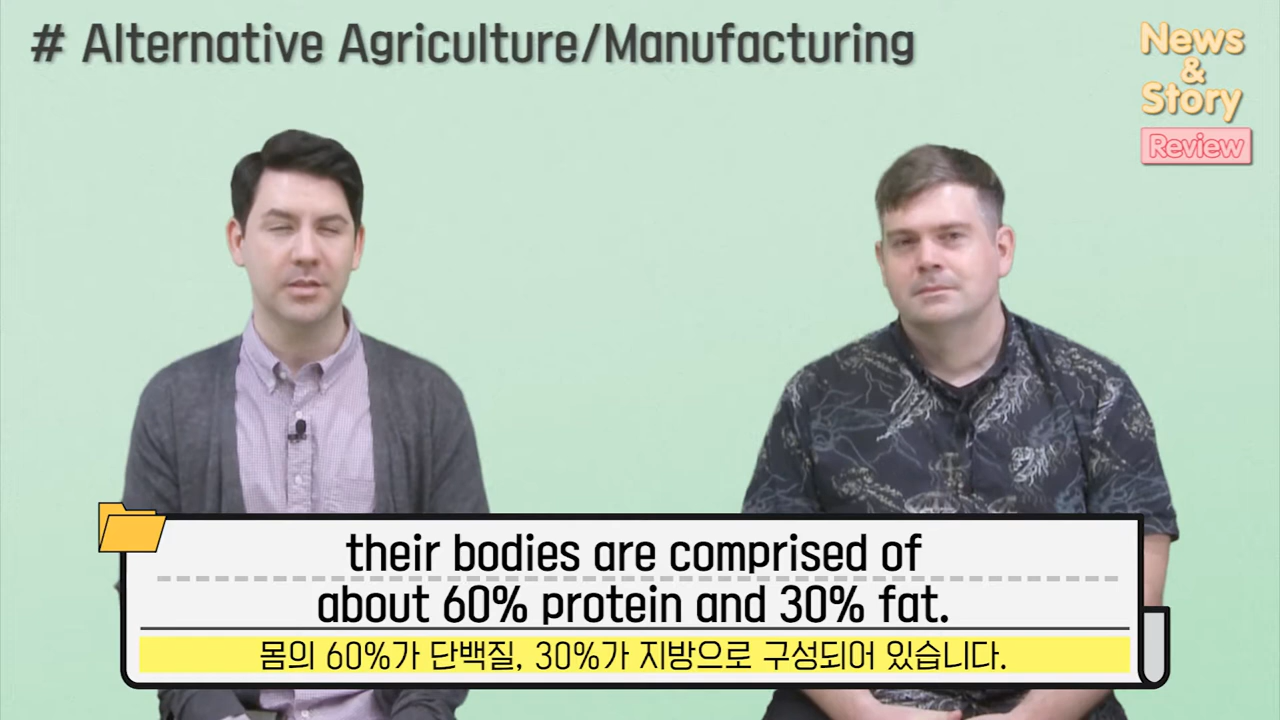 # Alternative Agriculture/Manufacturing
News
&
Story
Review
their bodies are comprised of
about 60% protein and 30% fat.
몸의 60%가 단백질, 30%가 지방으로 구성되어 있습니다.